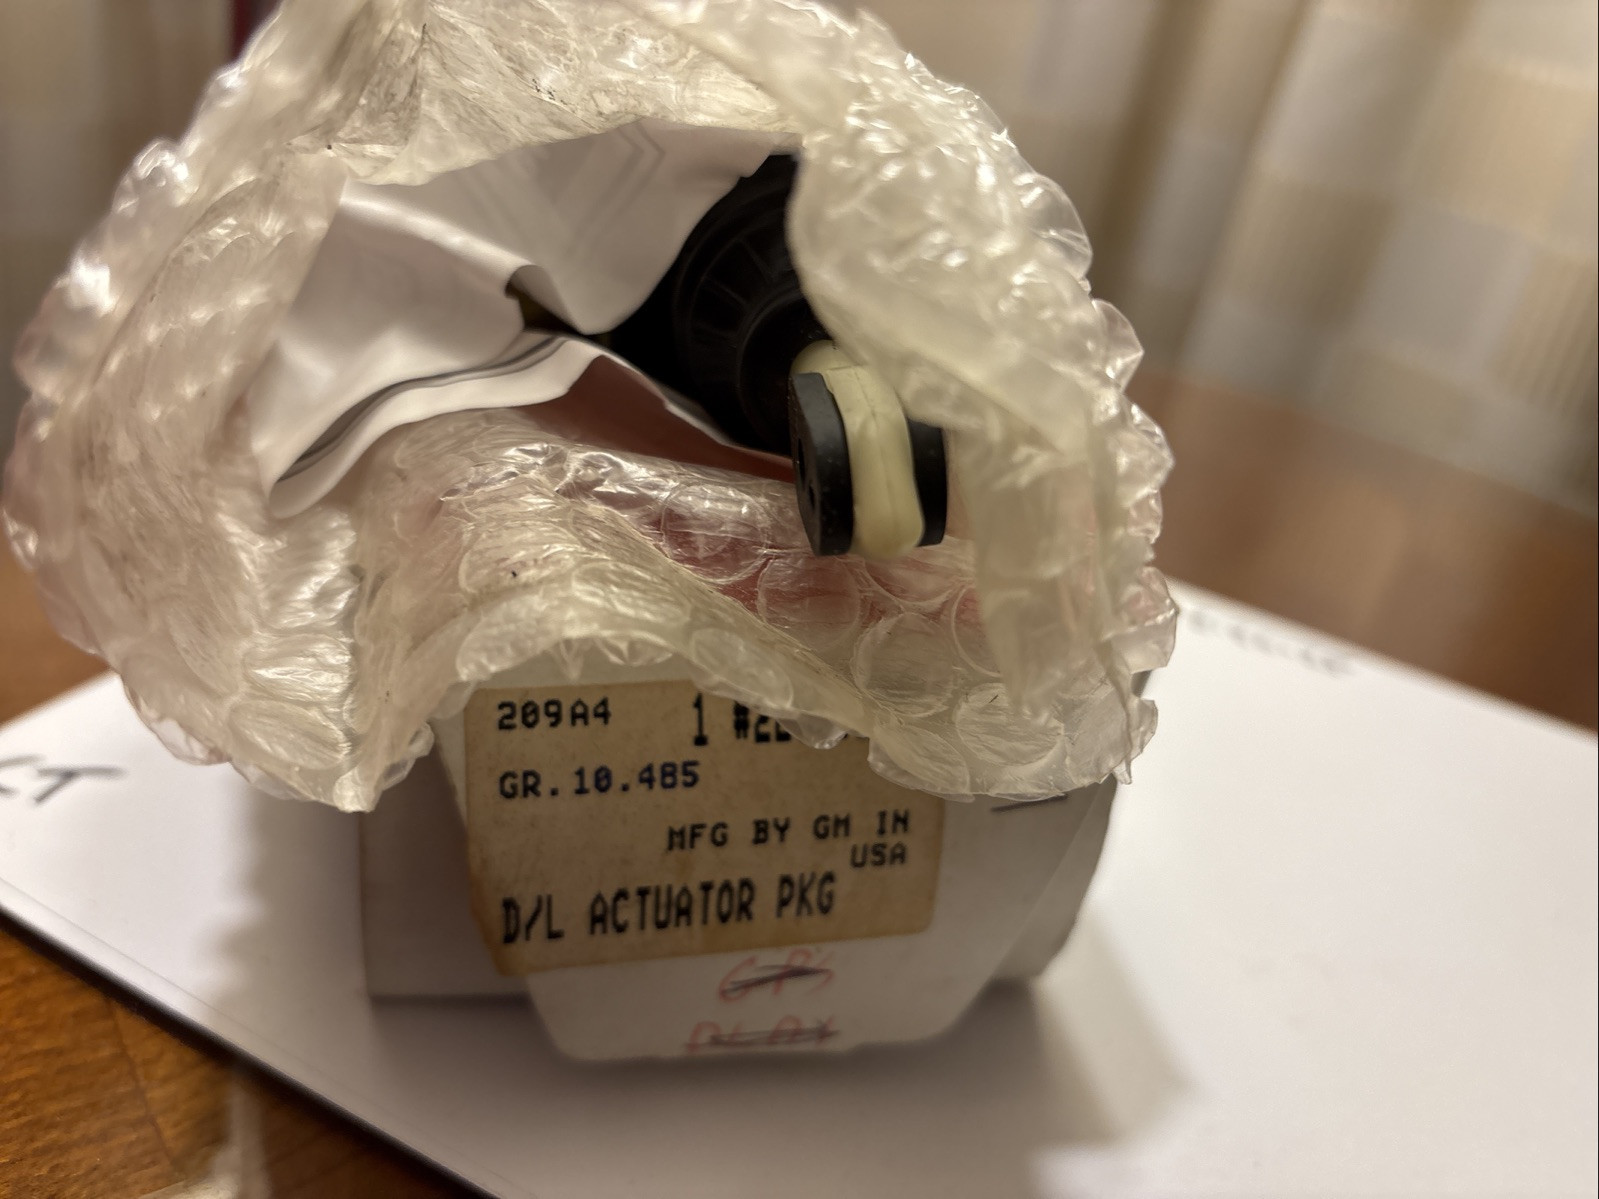 209A4 1
GR.10.485
MFG BY GM IN
USA
D/L ACTUATOR PKG